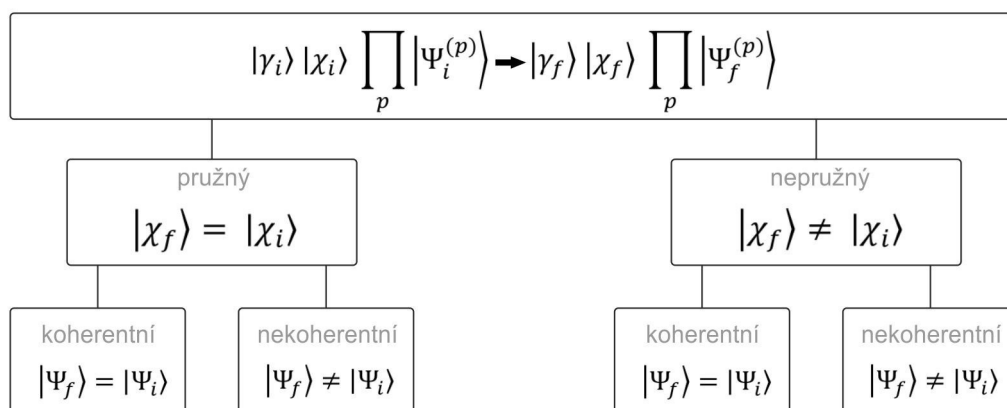 |γ_i⟩ |χ_i⟩ ∏_p |Ψ_i^(p)⟩ → |γ_f⟩ |χ_f⟩ ∏_p |Ψ_f^(p)⟩
pružný
nepružný
|χ_f⟩ = |χ_i⟩
|χ_f⟩ ≠ |χ_i⟩
koherentní
nekoherentní
koherentní
nekoherentní
|Ψ_f⟩ = |Ψ_i⟩
|Ψ_f⟩ ≠ |Ψ_i⟩
|Ψ_f⟩ = |Ψ_i⟩
|Ψ_f⟩ ≠ |Ψ_i⟩